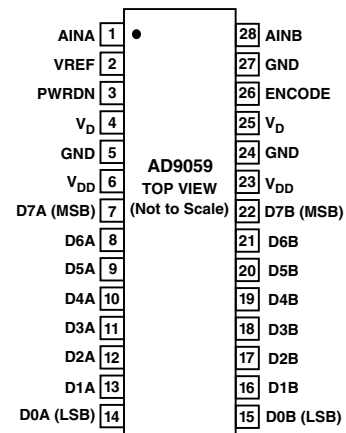 AINA 1 28 AINB
VREF 2 27 GND
PWRDN 3 26 ENCODE
VD 4 25 VD
GND 5 24 GND
AD9059
VDD 6 23 VDD
TOP VIEW
D7A (MSB) 7 (Not to Scale) 22 D7B (MSB)
D6A 8 21 D6B
D5A 9 20 D5B
D4A 10 19 D4B
D3A 11 18 D3B
D2A 12 17 D2B
D1A 13 16 D1B
D0A (LSB) 14 15 D0B (LSB)